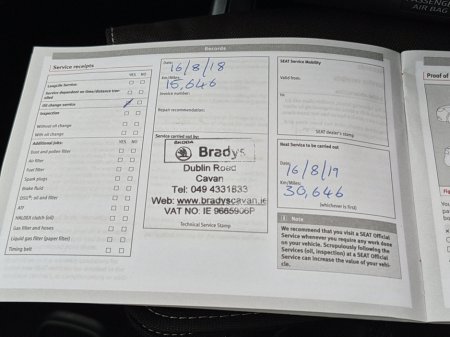 PASSENGER
AIR BAG
Records
Service receipts
YES NO
Longlife Service
Service dependent on time/distance travelled
Oil change service
Inspection
Without oil change
With oil change
Additional jobs: YES NO
Dust and pollen filter
Air filter
Fuel filter
Spark plugs
Brake fluid
DSG®: oil and filter
ATF
HALDEX clutch (oil)
Gas filter and hoses
Liquid gas filter (paper filter)
Timing belt
Date:
16/8/18
Km/Miles:
15,646
Invoice number:
Repair recommendation:
Service carried out by:
ŠKODA
Bradys
Dublin Road
Cavan
Tel: 049 4331833
Web: www.bradyscavan.ie
VAT NO: IE 9665906P
Technical Service Stamp
SEAT Service Mobility
Valid from:
to:
SEAT dealer's stamp
Next Service to be carried out
16/8/19
Km/Miles:
30,646
(whichever is first)
i Note
We recommend that you visit a SEAT Official
Service whenever you require any work done
on your vehicle. Scrupulously following the
Services (oil, inspection) at a SEAT Official
Service can increase the value of your vehi-
cle.
Proof of